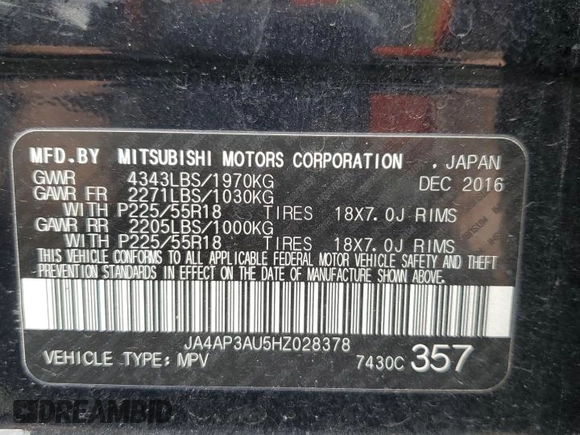 MFD.BY MITSUBISHI MOTORS CORPORATION . JAPAN
GWWR 4343LBS/1970KG DEC 2016
GAWR FR 2271LBS/1030KG
WITH P225/55R18 TIRES 18X7.0J RIMS
GAWR RR 2205LBS/1000KG
WITH P225/55R18 TIRES 18X7.0J RIMS
THIS VEHICLE CONFORMS TO ALL APPLICABLE FEDERAL MOTOR VEHICLE SAFETY AND THEFT
PREVENTION STANDARDS IN EFFECT ON THE DATE OF MANUFACTURE SHOWN ABOVE.
JA4AP3AU5HZ028378
VEHICLE TYPE: MPV 7430C 357
DREAMBID